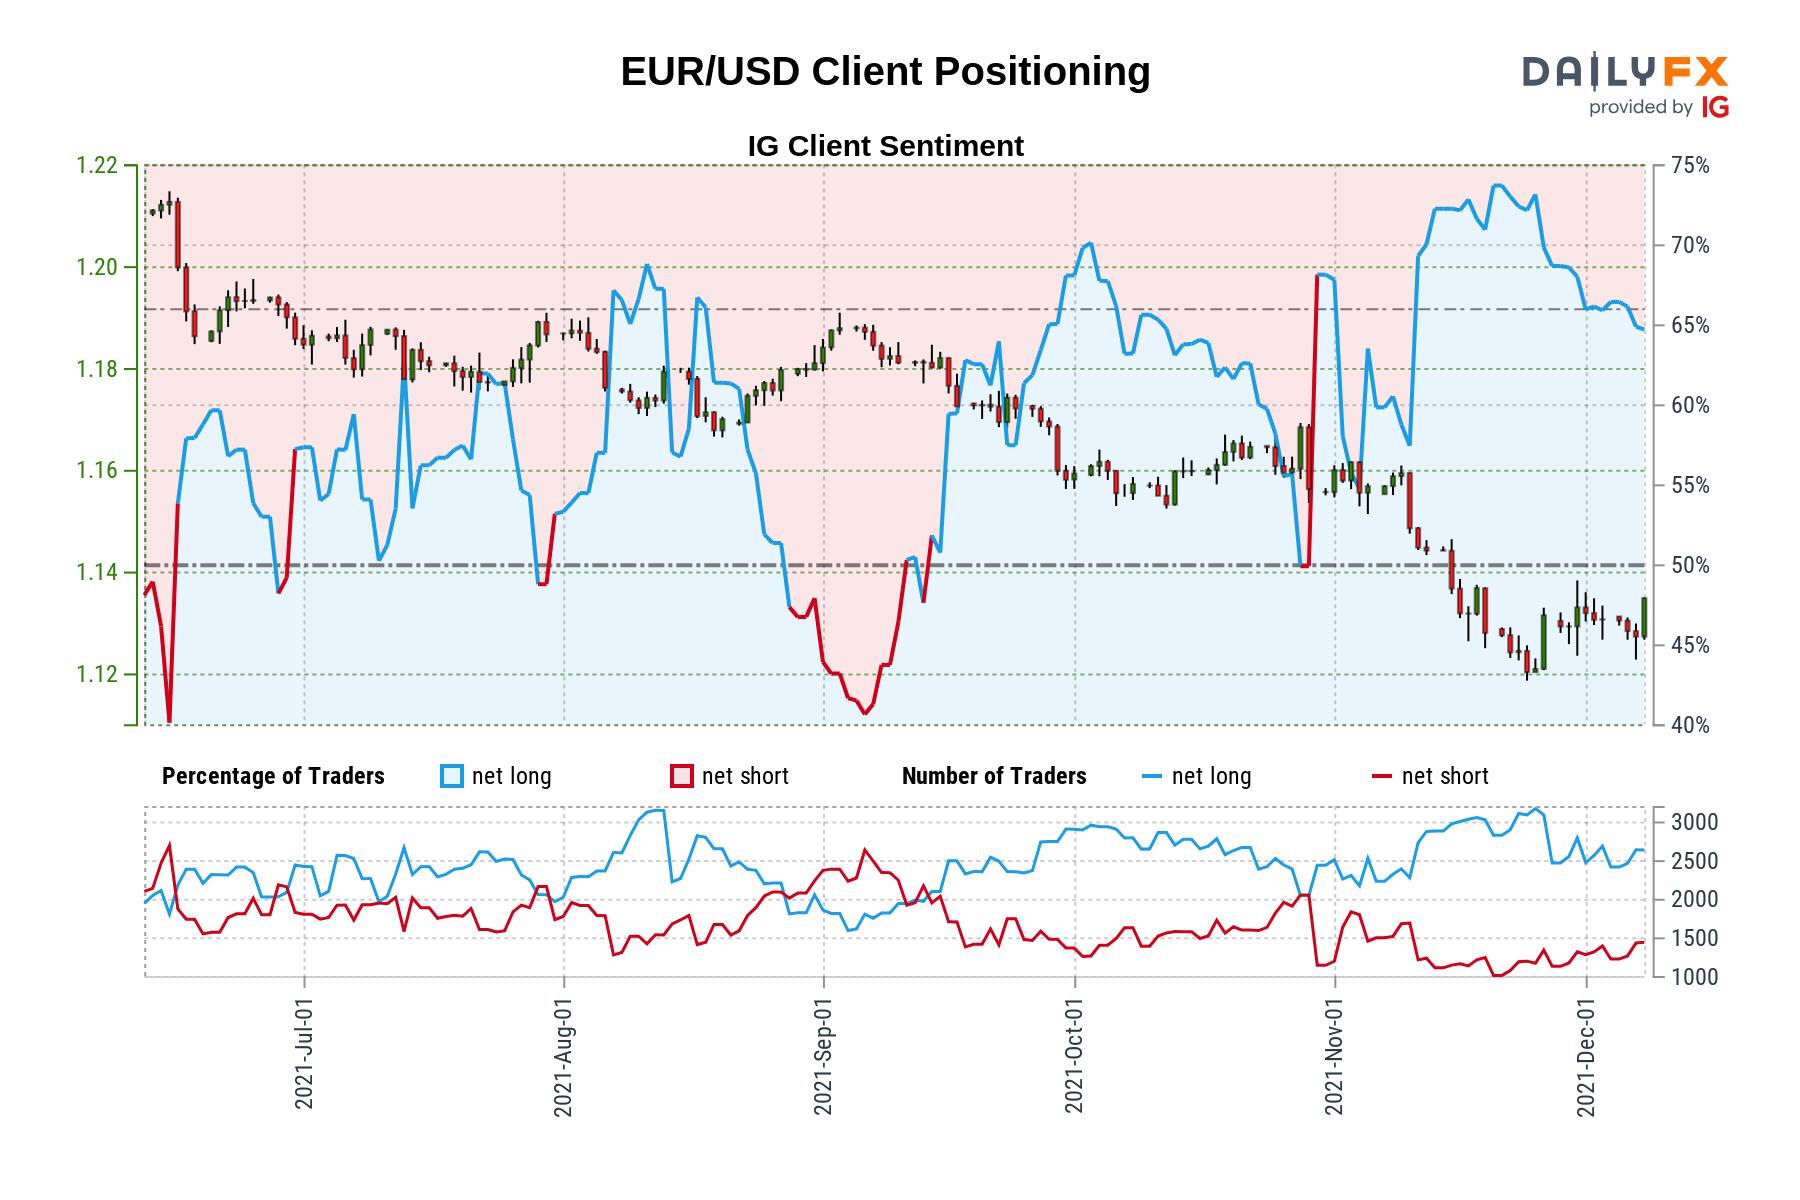 EUR/USD Client Positioning
DAILYFX
provided by IG
IG Client Sentiment
1.22
1.20
1.18
1.16
1.14
1.12
75%
70%
65%
60%
55%
50%
45%
40%
Percentage of Traders net long net short Number of Traders net long net short
3000
2500
2000
1500
1000
2021-Jul-01
2021-Aug-01
2021-Sep-01
2021-Oct-01
2021-Nov-01
2021-Dec-01